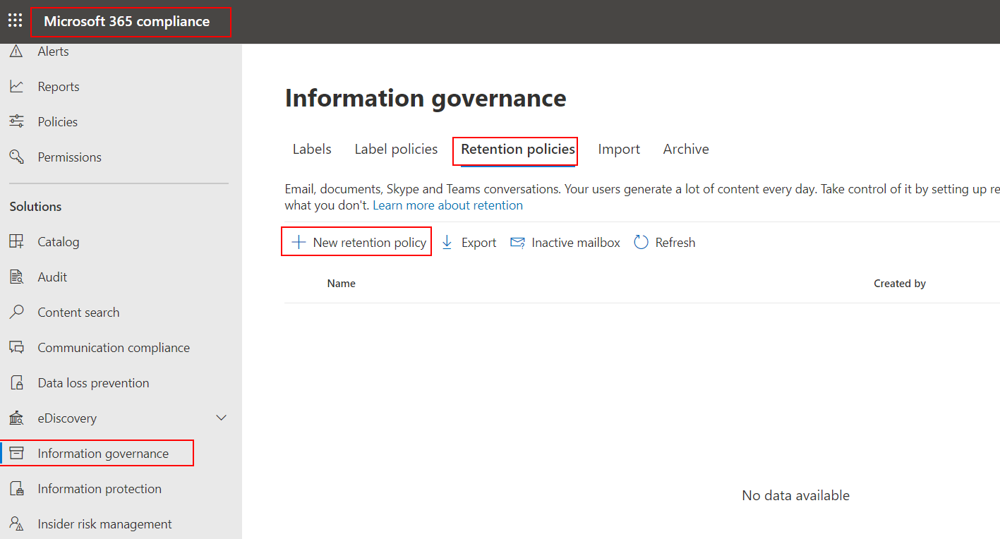 Microsoft 365 compliance
Alerts
Reports
Policies
Permissions
Solutions
Catalog
Audit
Content search
Communication compliance
Data loss prevention
eDiscovery
Information governance
Information protection
Insider risk management
Information governance
Labels Label policies Retention policies Import Archive
Email, documents, Skype and Teams conversations. Your users generate a lot of content every day. Take control of it by setting up re
what you don't. Learn more about retention
New retention policy Export Inactive mailbox Refresh
Name Created by
No data available